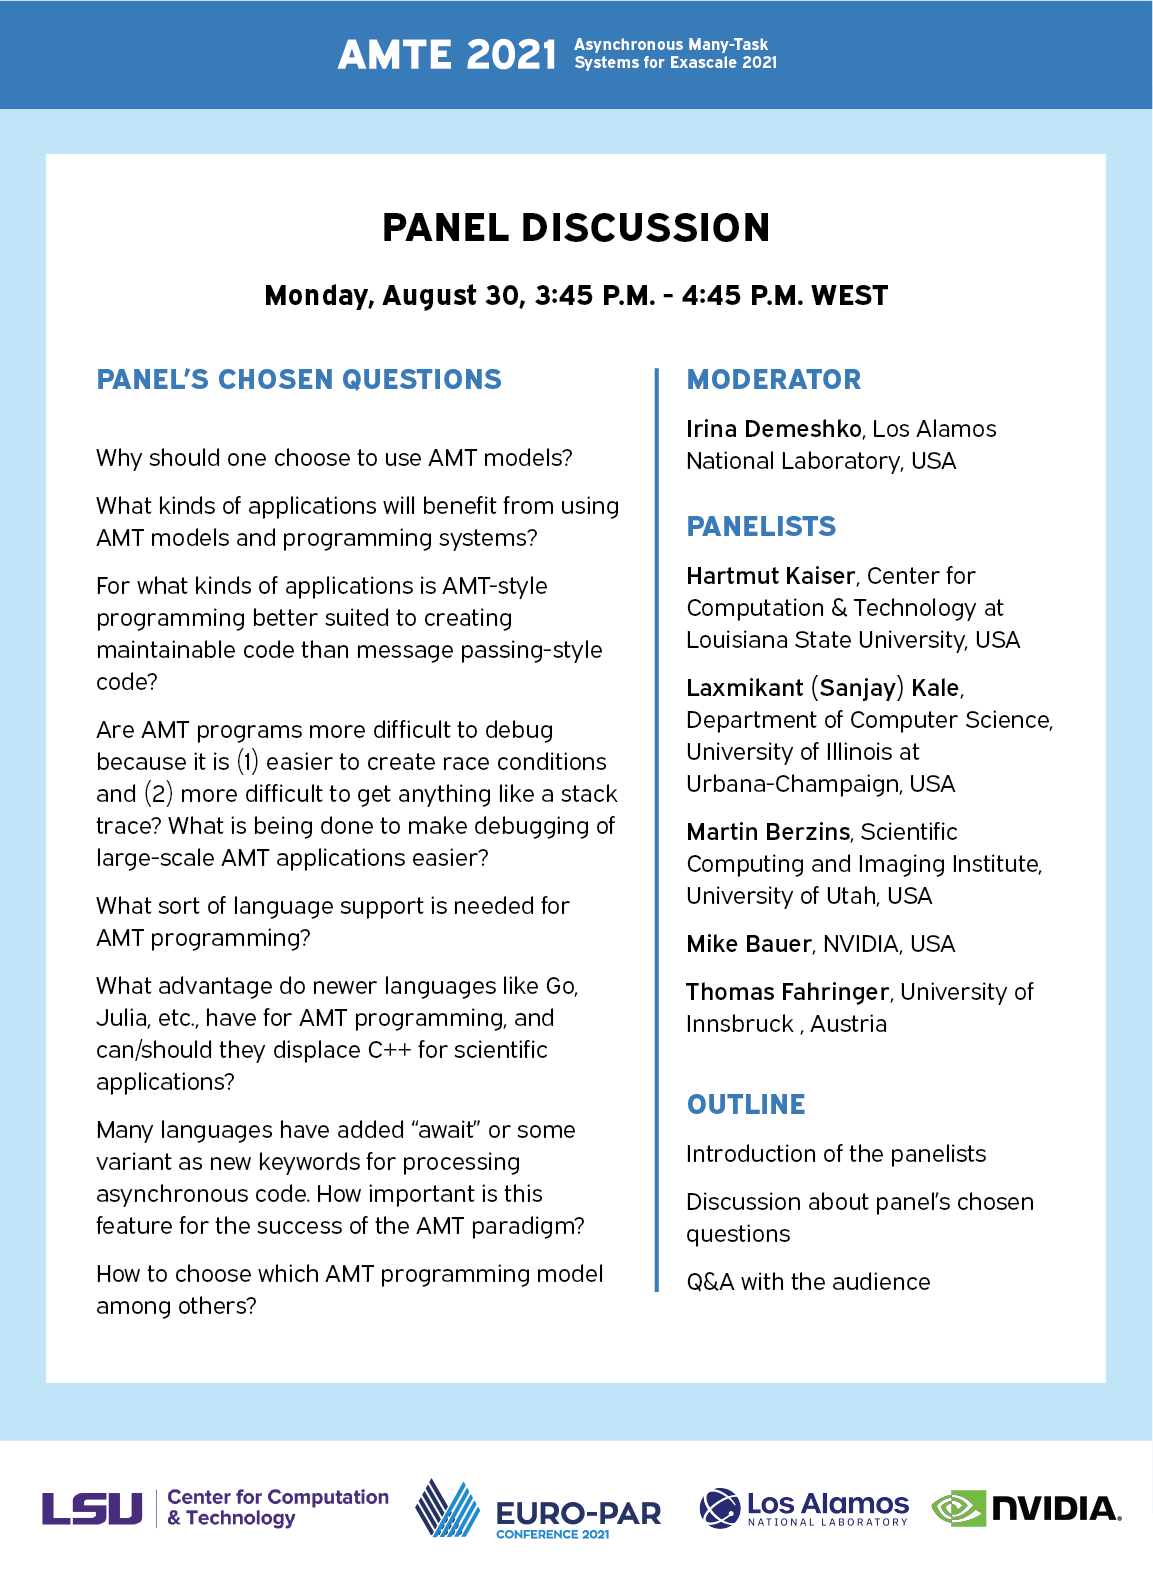 AMTE 2021
Asynchronous Many-Task
Systems for Exascale 2021
PANEL DISCUSSION
Monday, August 30, 3:45 P.M. - 4:45 P.M. WEST
PANEL’S CHOSEN QUESTIONS
Why should one choose to use AMT models?
What kinds of applications will benefit from using
AMT models and programming systems?
For what kinds of applications is AMT-style
programming better suited to creating
maintainable code than message passing-style
code?
Are AMT programs more difficult to debug
because it is (1) easier to create race conditions
and (2) more difficult to get anything like a stack
trace? What is being done to make debugging of
large-scale AMT applications easier?
What sort of language support is needed for
AMT programming?
What advantage do newer languages like Go,
Julia, etc., have for AMT programming, and
can/should they displace C++ for scientific
applications?
Many languages have added “await” or some
variant as new keywords for processing
asynchronous code. How important is this
feature for the success of the AMT paradigm?
How to choose which AMT programming model
among others?
MODERATOR
Irina Demeshko, Los Alamos
National Laboratory, USA
PANELISTS
Hartmut Kaiser, Center for
Computation & Technology at
Louisiana State University, USA
Laxmikant (Sanjay) Kale,
Department of Computer Science,
University of Illinois at
Urbana-Champaign, USA
Martin Berzins, Scientific
Computing and Imaging Institute,
University of Utah, USA
Mike Bauer, NVIDIA, USA
Thomas Fahringer, University of
Innsbruck , Austria
OUTLINE
Introduction of the panelists
Discussion about panel’s chosen
questions
Q&A with the audience
LSU
Center for Computation
& Technology
EURO-PAR
CONFERENCE 2021
Los Alamos
NATIONAL LABORATORY
NVIDIA.